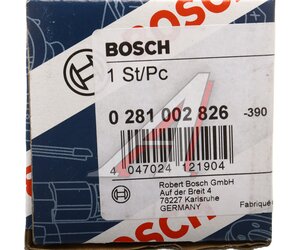 BOSCH
1 St/Pc
0 281 002 826 -390
4 047024 121904
Robert Bosch GmbH
Auf der Breit 4
76227 Karlsruhe
GERMANY
Fabriqué